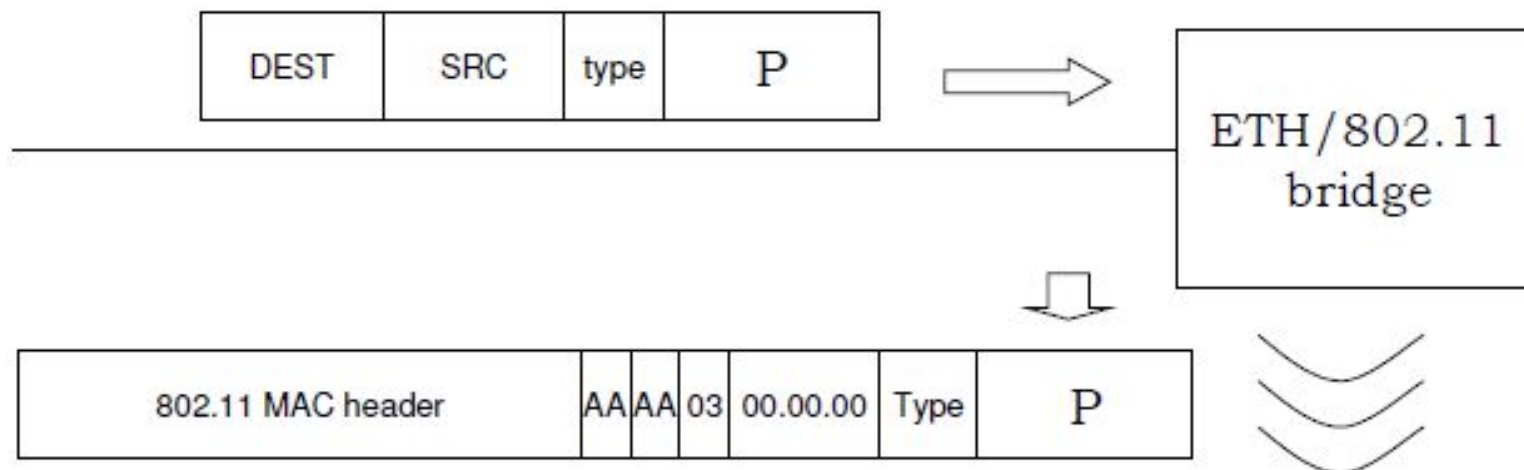 DEST SRC type P
ETH/802.11
bridge
802.11 MAC header AA AA 03 00.00.00 Type P